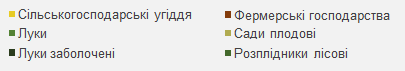 Сільськогосподарські угіддя
Луки
Луки заболочені
Фермерські господарства
Сади плодові
Розплідники лісові